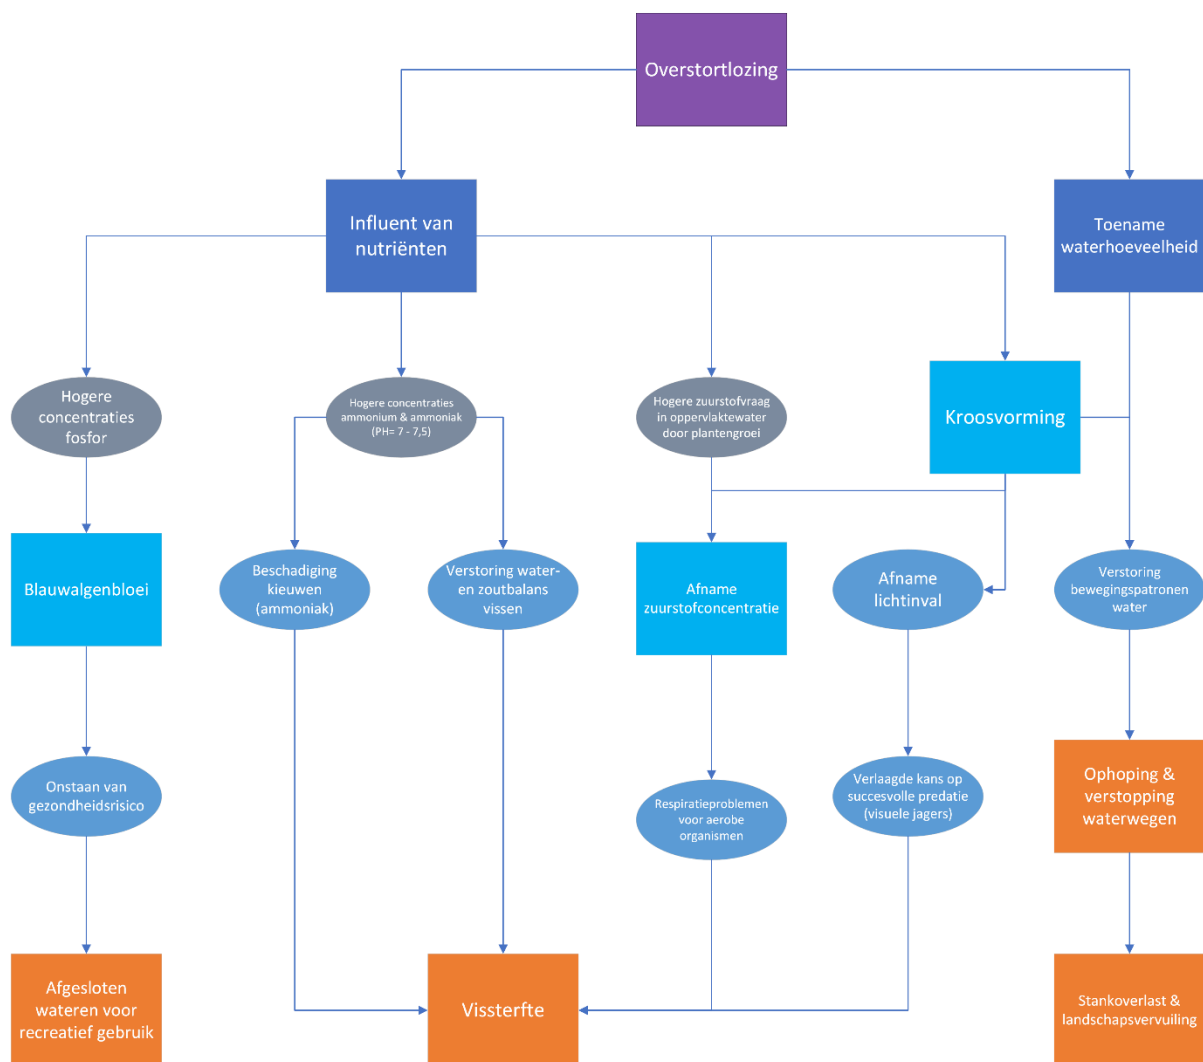 Overstortlozing
Influent van
nutriënten
Toename
waterhoeveelheid
Hogere
concentraties
fosfor
Hogere concentraties
ammonium & ammoniak
(PH= 7 - 7,5)
Hogere zuurstofvraag
in oppervlaktewater
door plantengroei
Kroosvorming
Blauwalgenbloei
Beschadiging
kieuwen
(ammoniak)
Verstoring water-
en zoutbalans
vissen
Afname
zuurstofconcentratie
Afname
lichtinval
Verstoring
bewegingspatronen
water
Onstaan van
gezondheidsrisico
Respiratieproblemen
voor aerobe
organismen
Verlaagde kans op
succesvolle predatie
(visuele jagers)
Ophoping &
verstopping
waterwegen
Afgesloten
wateren voor
recreatief gebruik
Vissterfte
Stankoverlast &
landschapsvervuiling